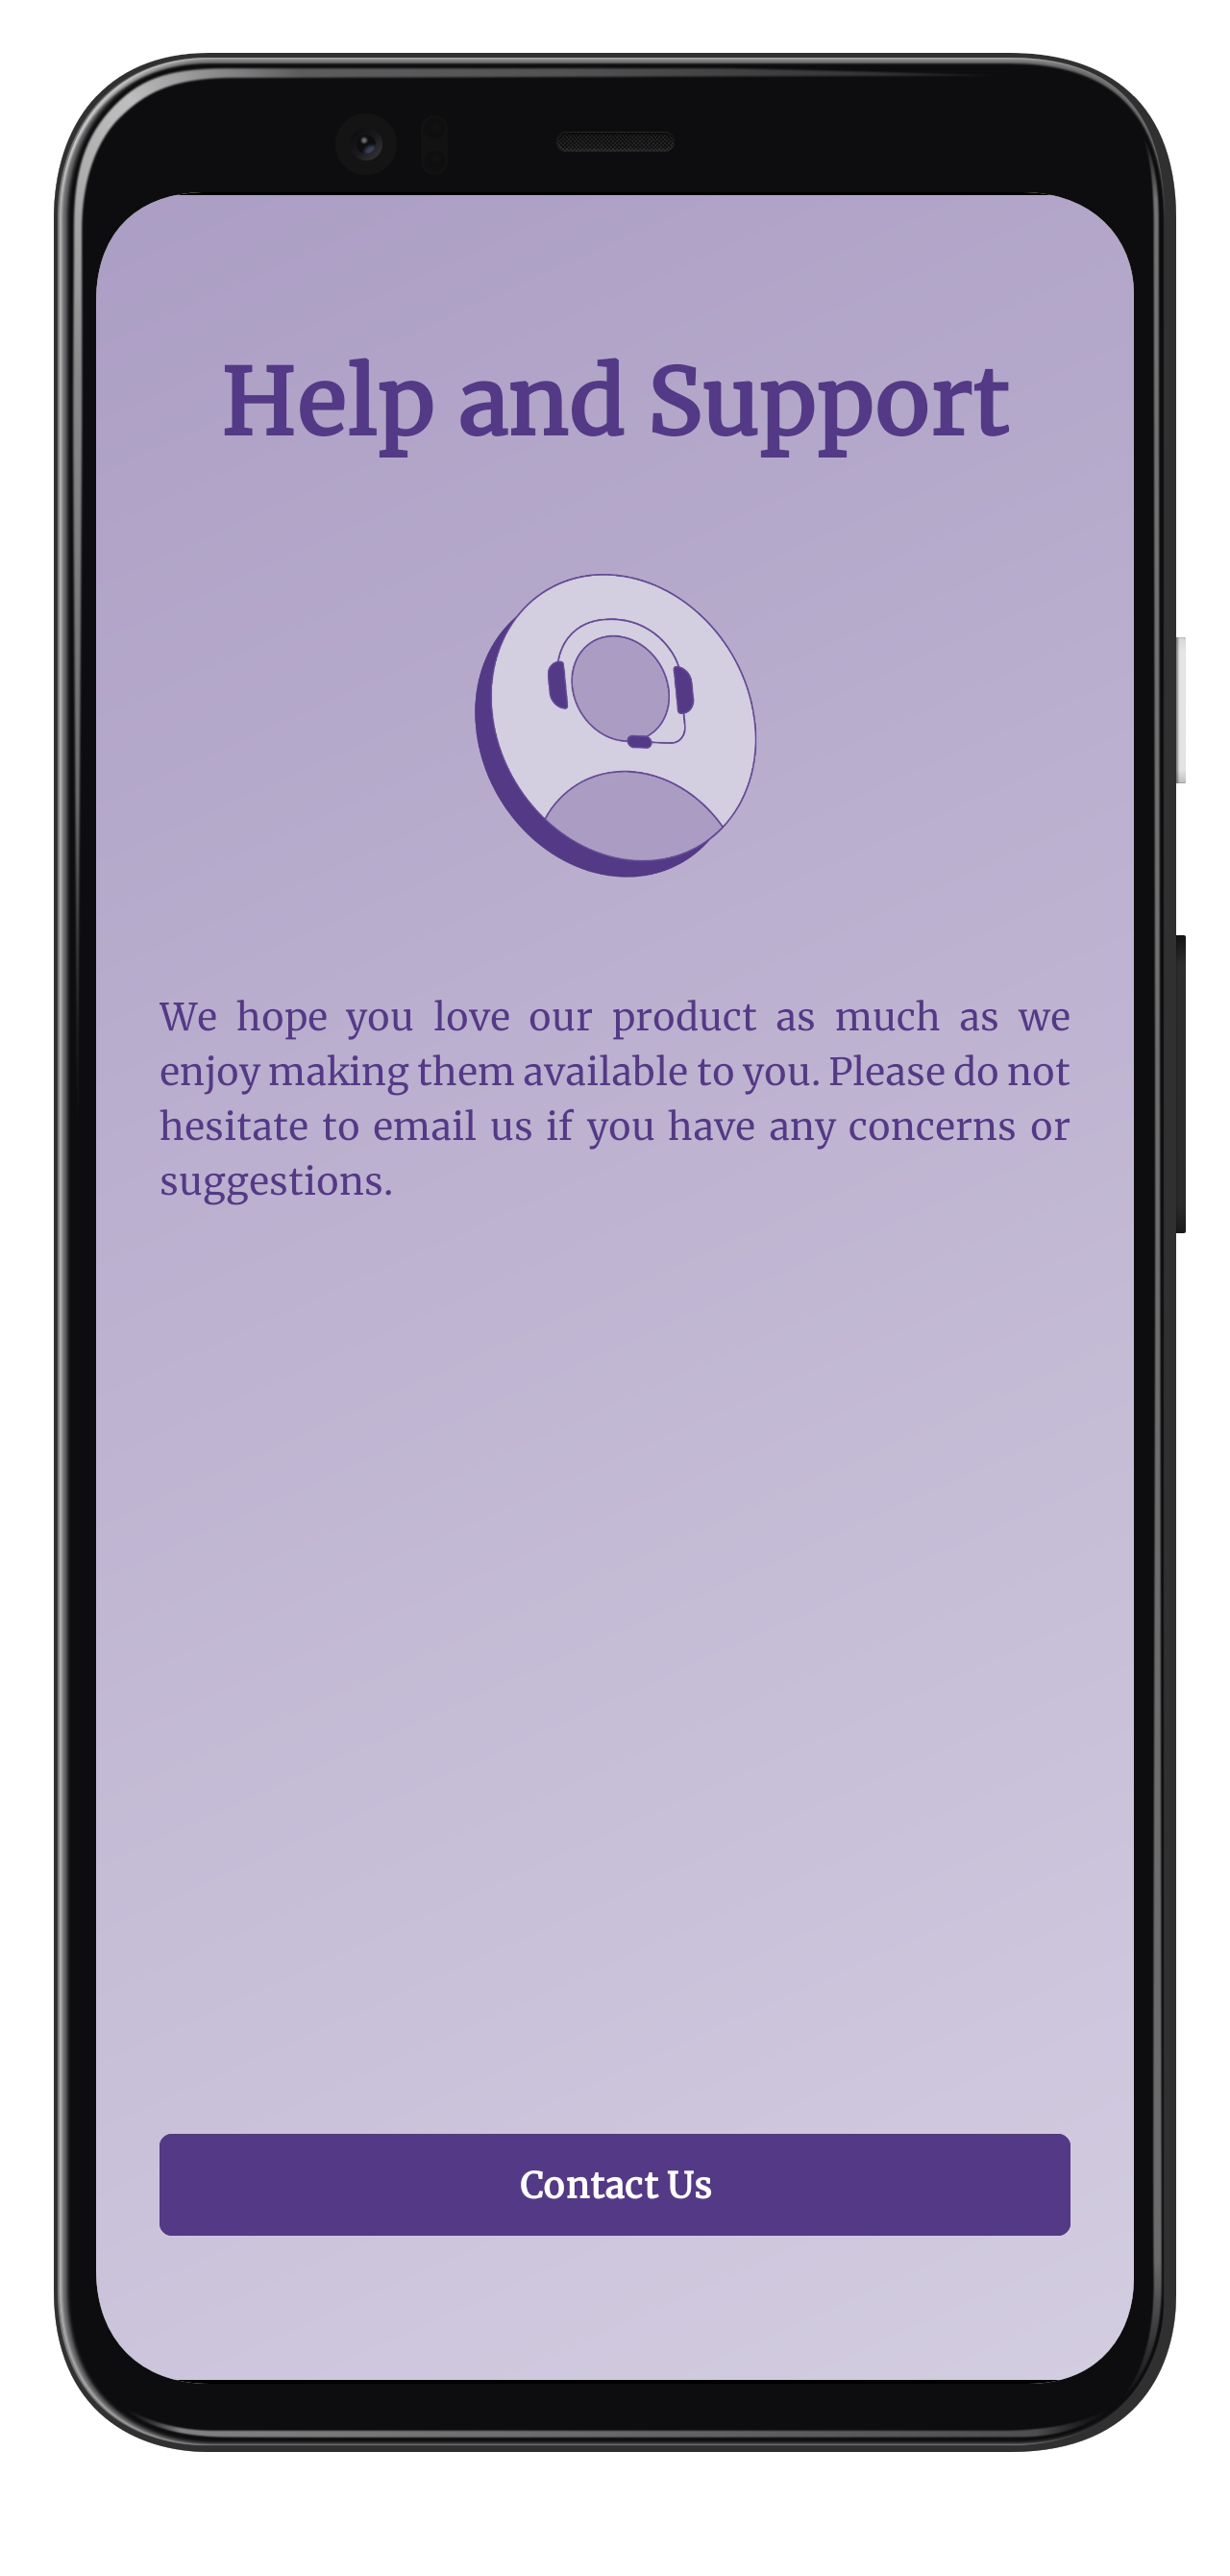 Help and Support
We hope you love our product as much as we
enjoy making them available to you. Please do not
hesitate to email us if you have any concerns or
suggestions.
Contact Us